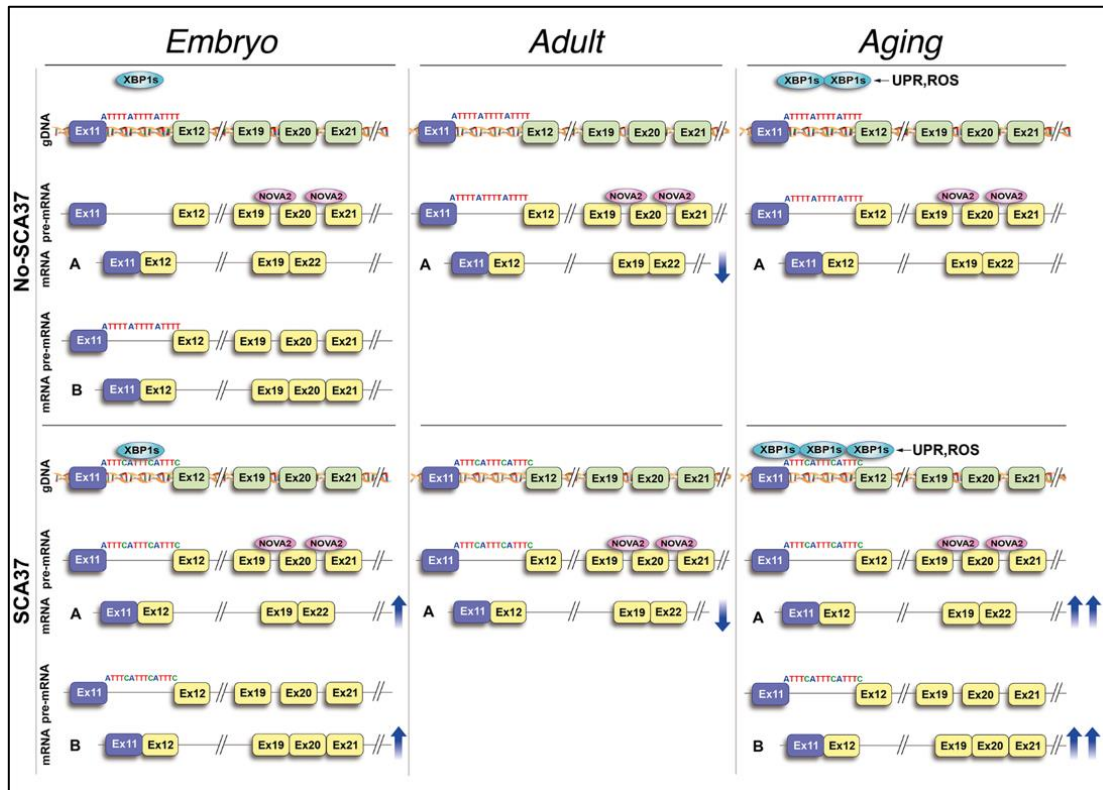 Embryo Adult Aging
No-SCA37
XBP1s XBP1s XBP1s ← UPR,ROS
ATTTTATTTTATTTT ATTTTATTTTATTTT ATTTTATTTTATTTT
gDNA Ex11 Ex12 // Ex19 Ex20 Ex21 // Ex11 Ex12 // Ex19 Ex20 Ex21 // Ex11 Ex12 // Ex19 Ex20 Ex21 //
NOVA2 NOVA2 ATTTTATTTTATTTT NOVA2 NOVA2 ATTTTATTTTATTTT NOVA2 NOVA2
pre-mRNA Ex11 Ex12 // Ex19 Ex20 Ex21 // Ex11 Ex12 // Ex19 Ex20 Ex21 // Ex11 Ex12 // Ex19 Ex20 Ex21 //
mRNA A Ex11 Ex12 // Ex19 Ex22 // A Ex11 Ex12 // Ex19 Ex22 // A Ex11 Ex12 // Ex19 Ex22 //
ATTTTATTTTATTTT
pre-mRNA Ex11 Ex12 // Ex19 Ex20 Ex21 //
mRNA B Ex11 Ex12 // Ex19 Ex20 Ex21 //
SCA37
XBP1s XBP1s XBP1s XBP1s ← UPR,ROS
ATTTCATTTCATTTC ATTTCATTTCATTTC ATTTCATTTCATTTC
gDNA Ex11 Ex12 // Ex19 Ex20 Ex21 // Ex11 Ex12 // Ex19 Ex20 Ex21 // Ex11 Ex12 // Ex19 Ex20 Ex21 //
ATTTCATTTCATTTC NOVA2 NOVA2 ATTTCATTTCATTTC NOVA2 NOVA2 ATTTCATTTCATTTC NOVA2 NOVA2
pre-mRNA Ex11 Ex12 // Ex19 Ex20 Ex21 // Ex11 Ex12 // Ex19 Ex20 Ex21 // Ex11 Ex12 // Ex19 Ex20 Ex21 //
mRNA A Ex11 Ex12 // Ex19 Ex22 // A Ex11 Ex12 // Ex19 Ex22 // A Ex11 Ex12 // Ex19 Ex22 //
ATTTCATTTCATTTC ATTTCATTTCATTTC
pre-mRNA Ex11 Ex12 // Ex19 Ex20 Ex21 // Ex11 Ex12 // Ex19 Ex20 Ex21 //
mRNA B Ex11 Ex12 // Ex19 Ex20 Ex21 // B Ex11 Ex12 // Ex19 Ex20 Ex21 //